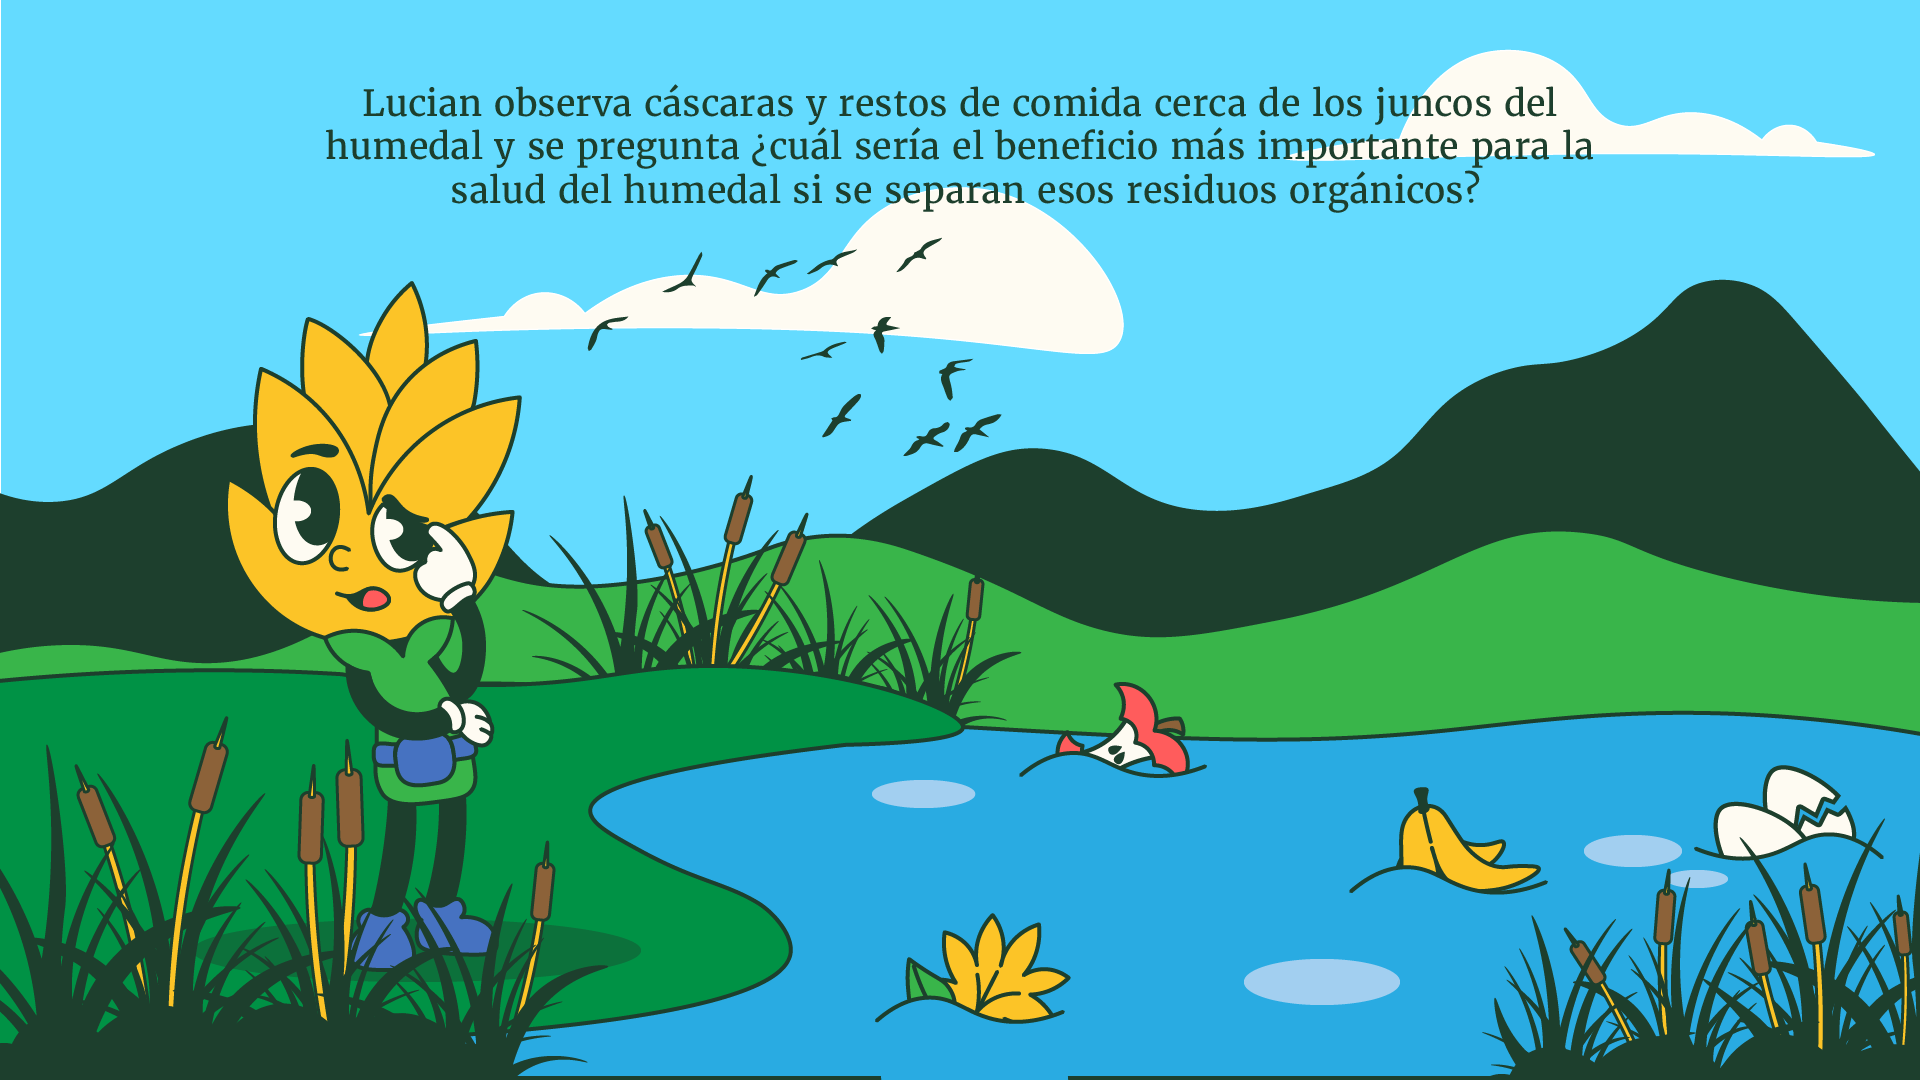 Lucian observa cáscaras y restos de comida cerca de los juncos del
humedal y se pregunta ¿cuál sería el beneficio más importante para la
salud del humedal si se separan esos residuos orgánicos?